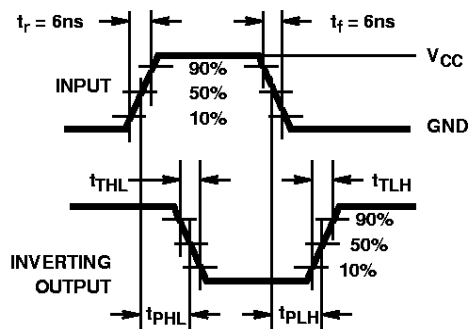 tr = 6ns
tf = 6ns
VCC
INPUT
90%
50%
10%
GND
tTHL
tTLH
90%
50%
10%
INVERTING
OUTPUT
tPHL
tPLH